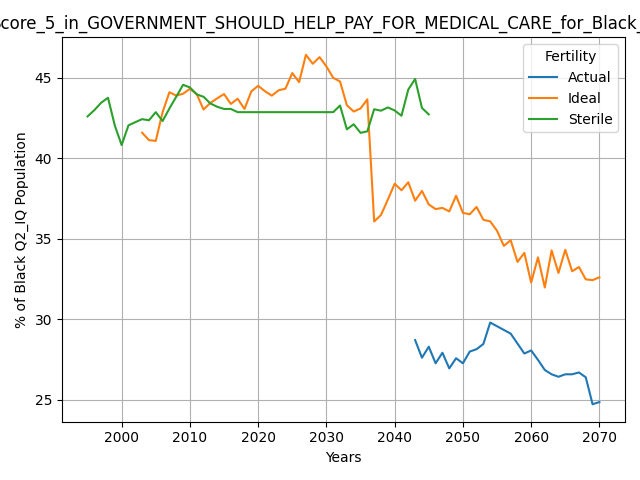 core_5_in_GOVERNMENT_SHOULD_HELP_PAY_FOR_MEDICAL_CARE_for_Black_
Fertility
Actual
Ideal
Sterile
% of Black Q2_IQ Population
45
40
35
30
25
2000 2010 2020 2030 2040 2050 2060 2070
Years